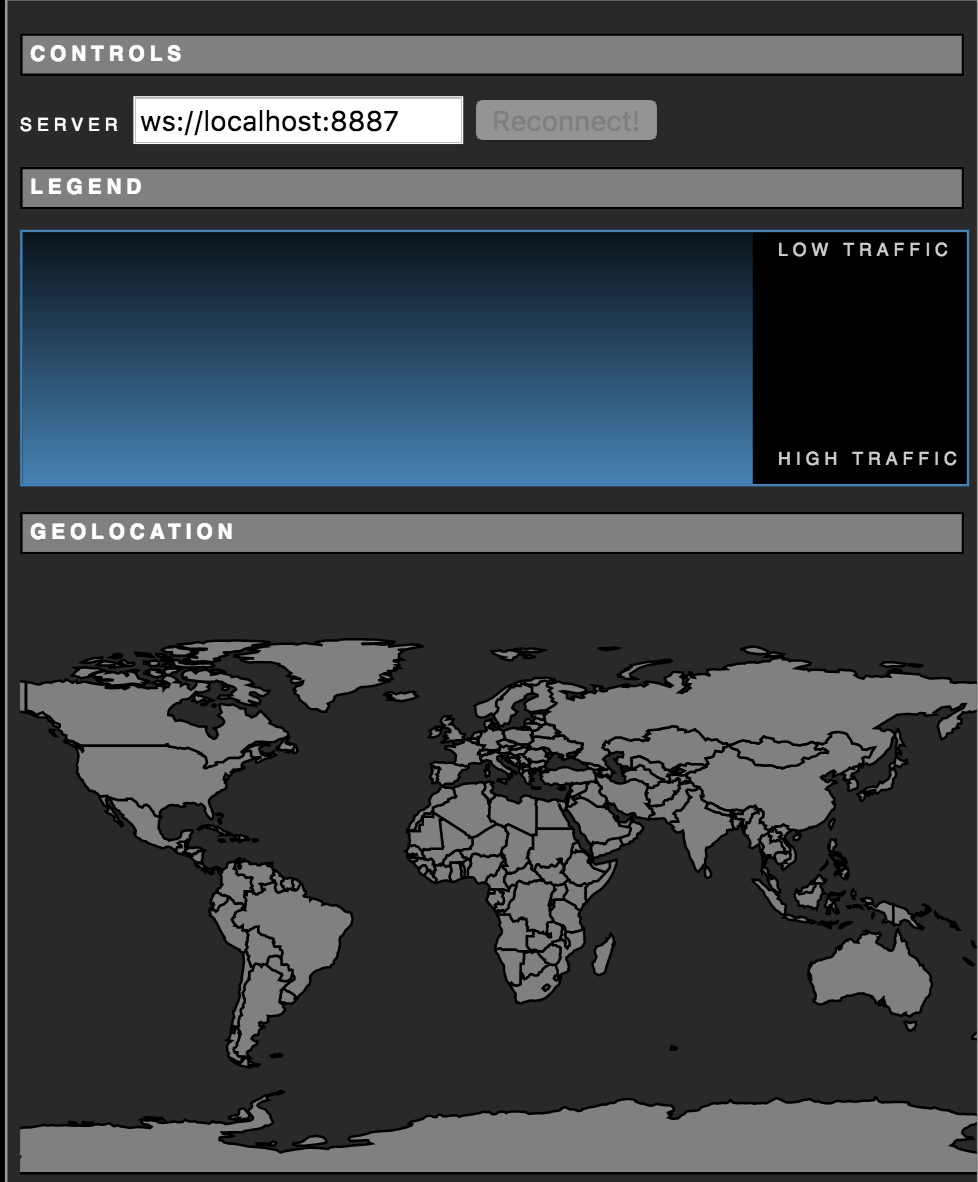 CONTROLS
SERVER ws://localhost:8887 Reconnect!
LEGEND
LOW TRAFFIC
HIGH TRAFFIC
GEOLOCATION